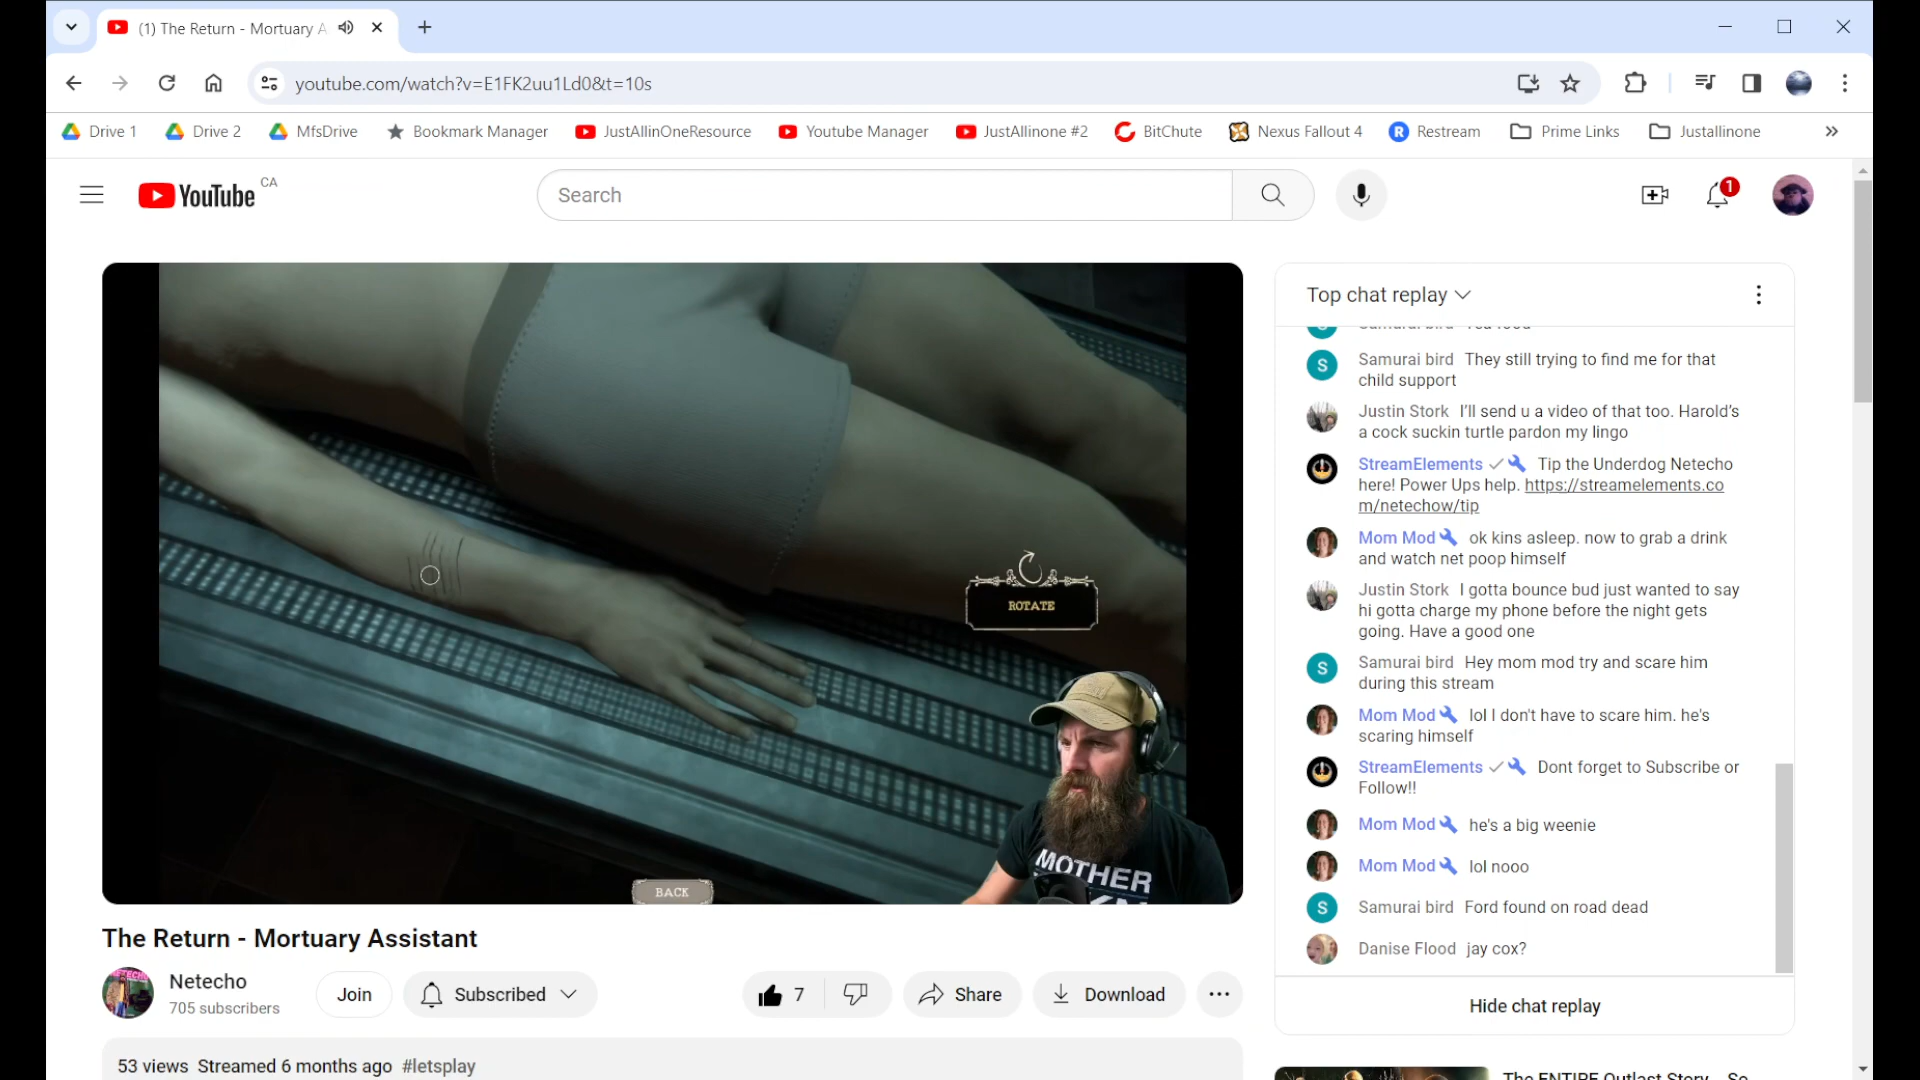 (1) The Return - Mortuary A
youtube.com/watch?v=E1FK2uu1Ld0&t=10s
Drive 1
Drive 2
MfsDrive
Bookmark Manager
JustAllinOneResource
Youtube Manager
JustAllinone #2
BitChute
Nexus Fallout 4
Restream
Prime Links
Justallinone
YouTube CA
Search
1
ROTATE
MOTHER
BACK
The Return - Mortuary Assistant
Netecho
705 subscribers
Join
Subscribed
7
Share
Download
53 views Streamed 6 months ago #letsplay
Top chat replay
Samurai bird They still trying to find me for that
child support
Justin Stork I'll send u a video of that too. Harold's
a cock suckin turtle pardon my lingo
StreamElements Tip the Underdog Netecho
here! Power Ups help. https://streamelements.co
m/netechow/tip
Mom Mod ok kins asleep. now to grab a drink
and watch net poop himself
Justin Stork I gotta bounce bud just wanted to say
hi gotta charge my phone before the night gets
going. Have a good one
Samurai bird Hey mom mod try and scare him
during this stream
Mom Mod lol I don't have to scare him. he's
scaring himself
StreamElements Dont forget to Subscribe or
Follow!!
Mom Mod he's a big weenie
Mom Mod lol nooo
Samurai bird Ford found on road dead
Danise Flood jay cox?
Hide chat replay
The ENTIRE Outlast Story - So